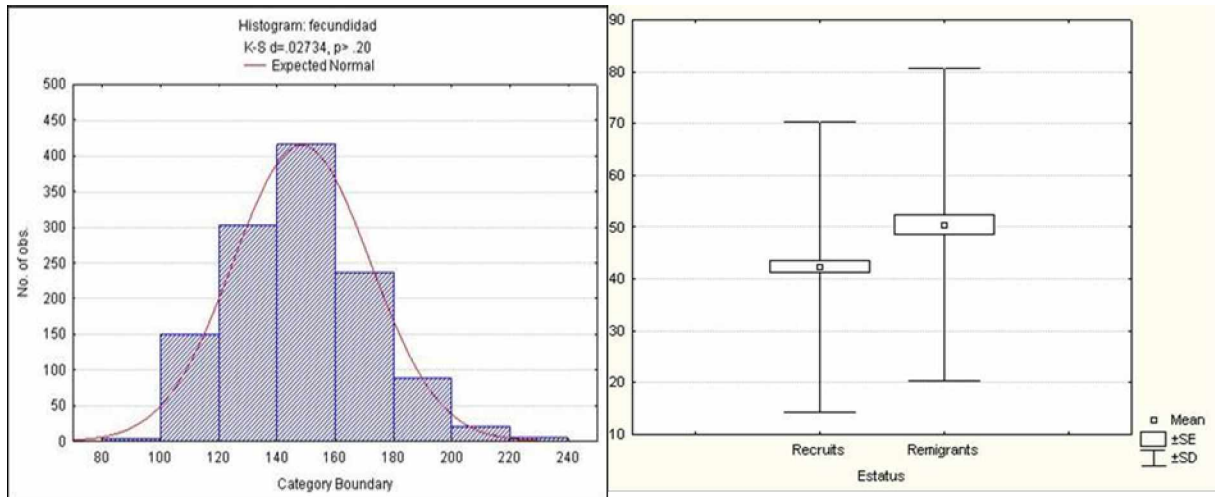 Histogram: fecundidad
K-S d=.02734, p> .20
Expected Normal
500
450
400
350
300
250
200
150
100
50
0
80 100 120 140 160 180 200 220 240
No. of obs.
Category Boundary
90
80
70
60
50
40
30
20
10
Recruits Remigrants
Estatus
Mean
±SE
±SD